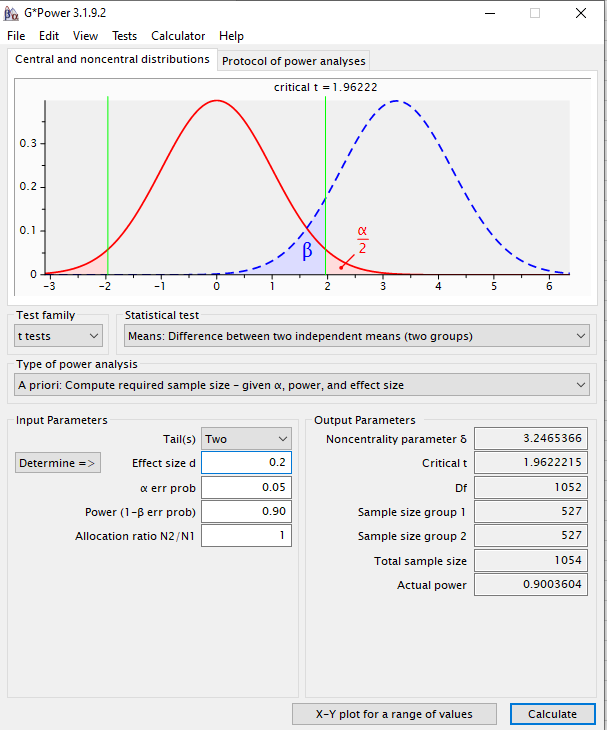 βα G*Power 3.1.9.2
File Edit View Tests Calculator Help
Central and noncentral distributions Protocol of power analyses
critical t = 1.96222
0.3
0.2
0.1
0
β
α
2
-3 -2 -1 0 1 2 3 4 5 6
Test family Statistical test
t tests Means: Difference between two independent means (two groups)
Type of power analysis
A priori: Compute required sample size - given α, power, and effect size
Input Parameters
Tail(s) Two
Determine => Effect size d 0.2
α err prob 0.05
Power (1-β err prob) 0.90
Allocation ratio N2/N1 1
Output Parameters
Noncentrality parameter δ 3.2465366
Critical t 1.9622215
Df 1052
Sample size group 1 527
Sample size group 2 527
Total sample size 1054
Actual power 0.9003604
X-Y plot for a range of values Calculate